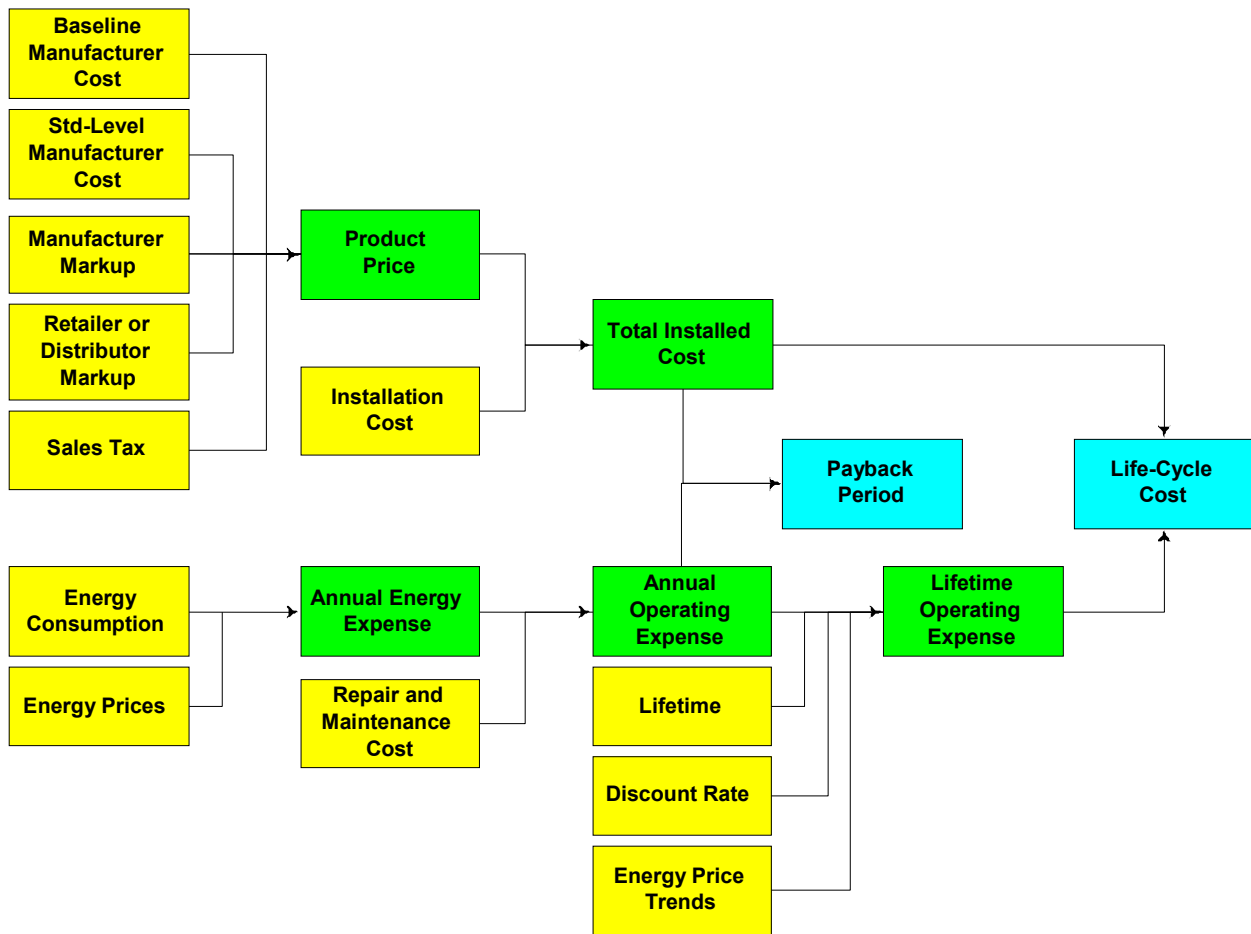 Baseline
Manufacturer
Cost
Std-Level
Manufacturer
Cost
Manufacturer
Markup
Retailer or
Distributor
Markup
Sales Tax
Product
Price
Installation
Cost
Total Installed
Cost
Payback
Period
Life-Cycle
Cost
Energy
Consumption
Energy Prices
Annual Energy
Expense
Repair and
Maintenance
Cost
Annual
Operating
Expense
Lifetime
Discount Rate
Energy Price
Trends
Lifetime
Operating
Expense